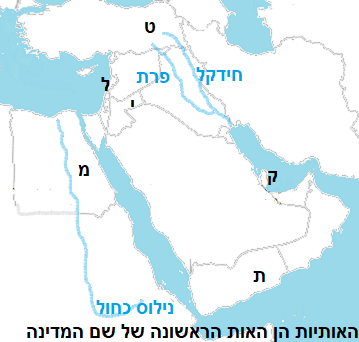 ט
חידקל
פרת
ל
י
מ
ק
ת
נילוס כחול
האותיות הן האות הראשונה של שם המדינה